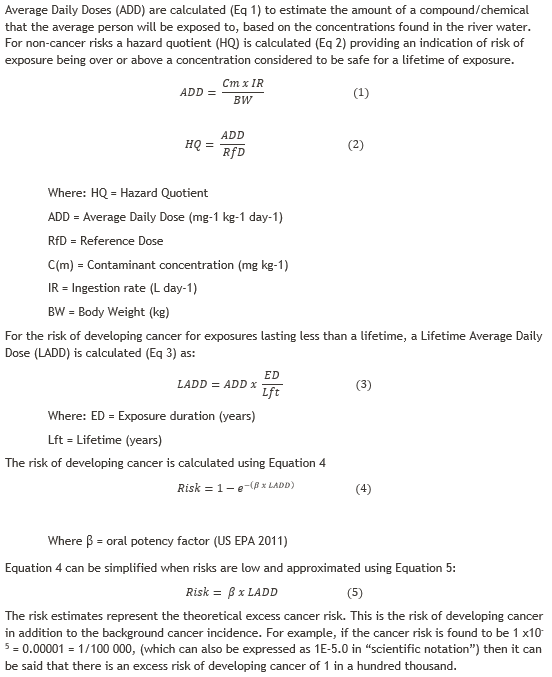 Average Daily Doses (ADD) are calculated (Eq 1) to estimate the amount of a compound/chemical
that the average person will be exposed to, based on the concentrations found in the river water.
For non-cancer risks a hazard quotient (HQ) is calculated (Eq 2) providing an indication of risk of
exposure being over or above a concentration considered to be safe for a lifetime of exposure.
ADD = Cm x IR / BW (1)
HQ = ADD / RfD (2)
Where: HQ = Hazard Quotient
ADD = Average Daily Dose (mg-1 kg-1 day-1)
RfD = Reference Dose
C(m) = Contaminant concentration (mg kg-1)
IR = Ingestion rate (L day-1)
BW = Body Weight (kg)
For the risk of developing cancer for exposures lasting less than a lifetime, a Lifetime Average Daily
Dose (LADD) is calculated (Eq 3) as:
LADD = ADD x ED / Lft (3)
Where: ED = Exposure duration (years)
Lft = Lifetime (years)
The risk of developing cancer is calculated using Equation 4
Risk = 1 − e^−(β x LADD) (4)
Where β = oral potency factor (US EPA 2011)
Equation 4 can be simplified when risks are low and approximated using Equation 5:
Risk = β x LADD (5)
The risk estimates represent the theoretical excess cancer risk. This is the risk of developing cancer
in addition to the background cancer incidence. For example, if the cancer risk is found to be 1 x10-
5 = 0.00001 = 1/100 000, (which can also be expressed as 1E-5.0 in “scientific notation”) then it can
be said that there is an excess risk of developing cancer of 1 in a hundred thousand.